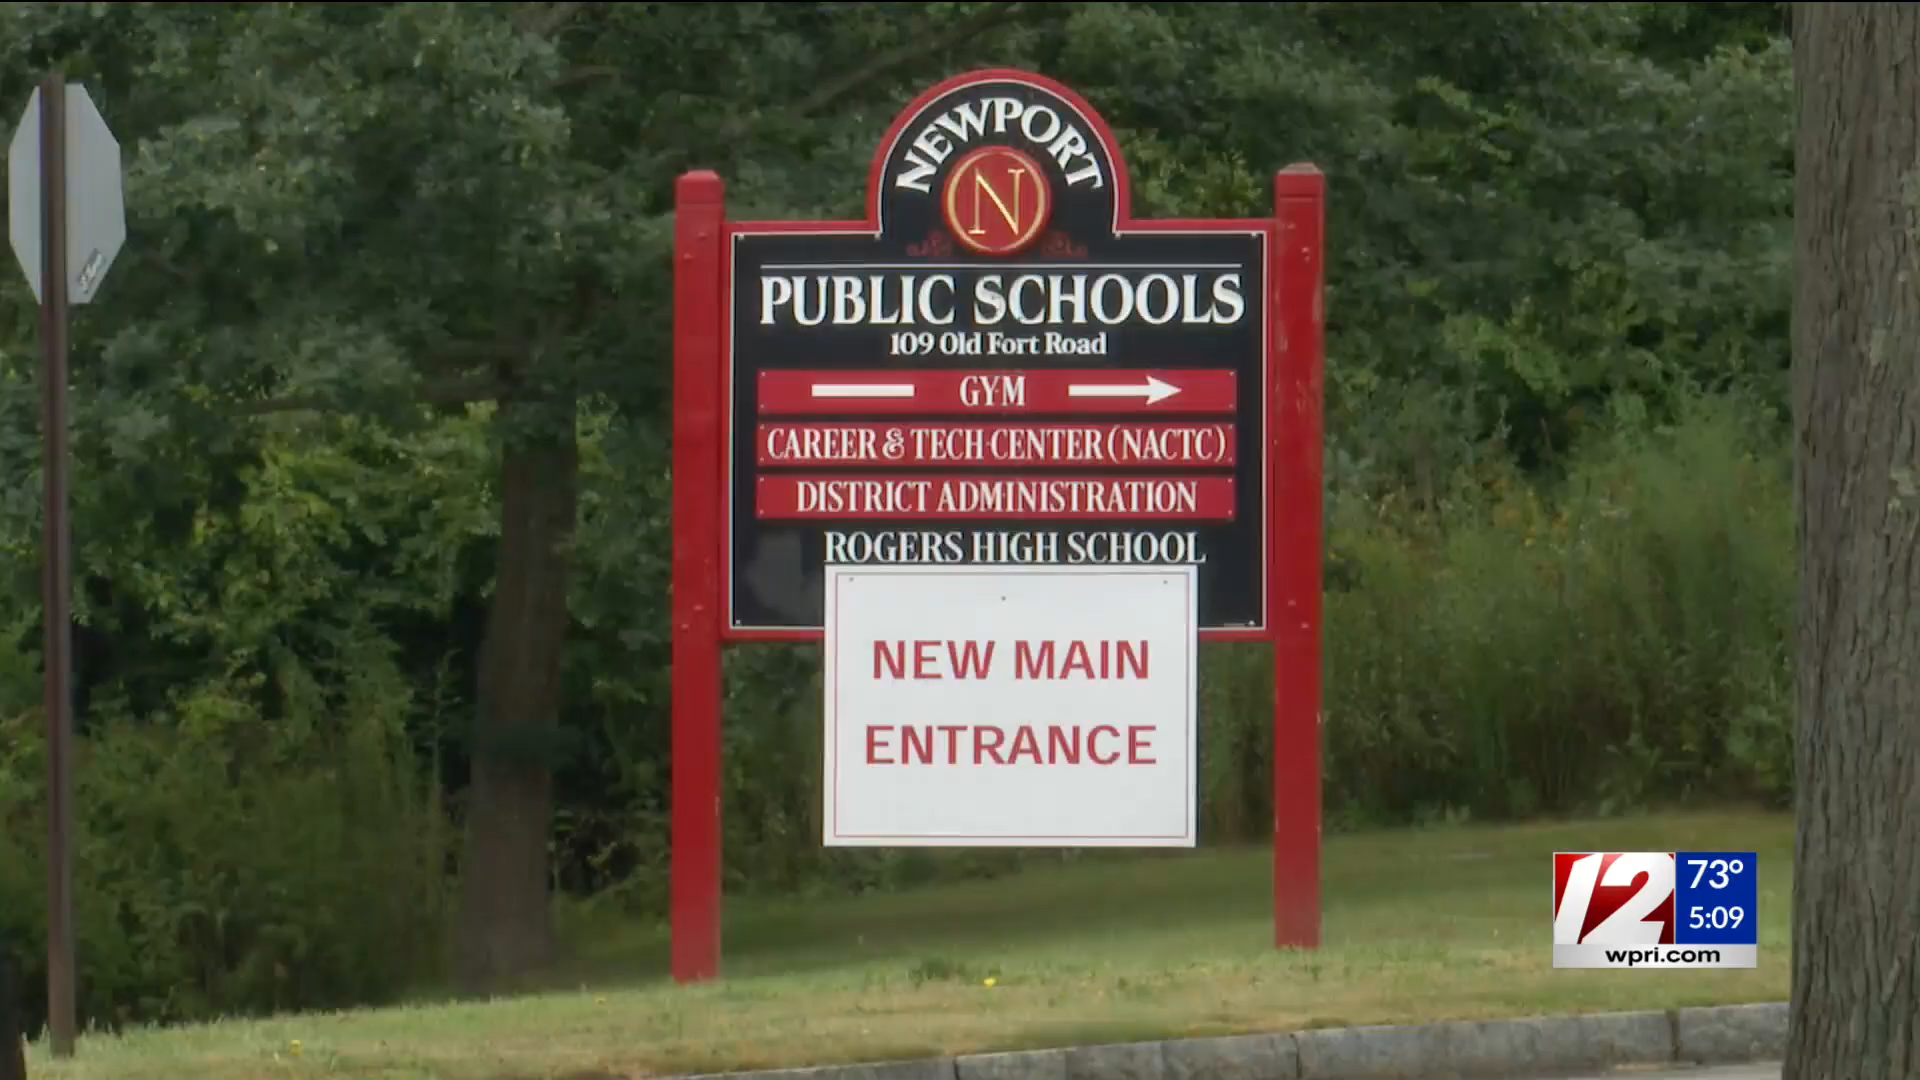 NEWPORT
N
PUBLIC SCHOOLS
109 Old Fort Road
GYM
CAREER & TECH CENTER (NACTC)
DISTRICT ADMINISTRATION
ROGERS HIGH SCHOOL
NEW MAIN
ENTRANCE
12
73°
5:09
wpri.com